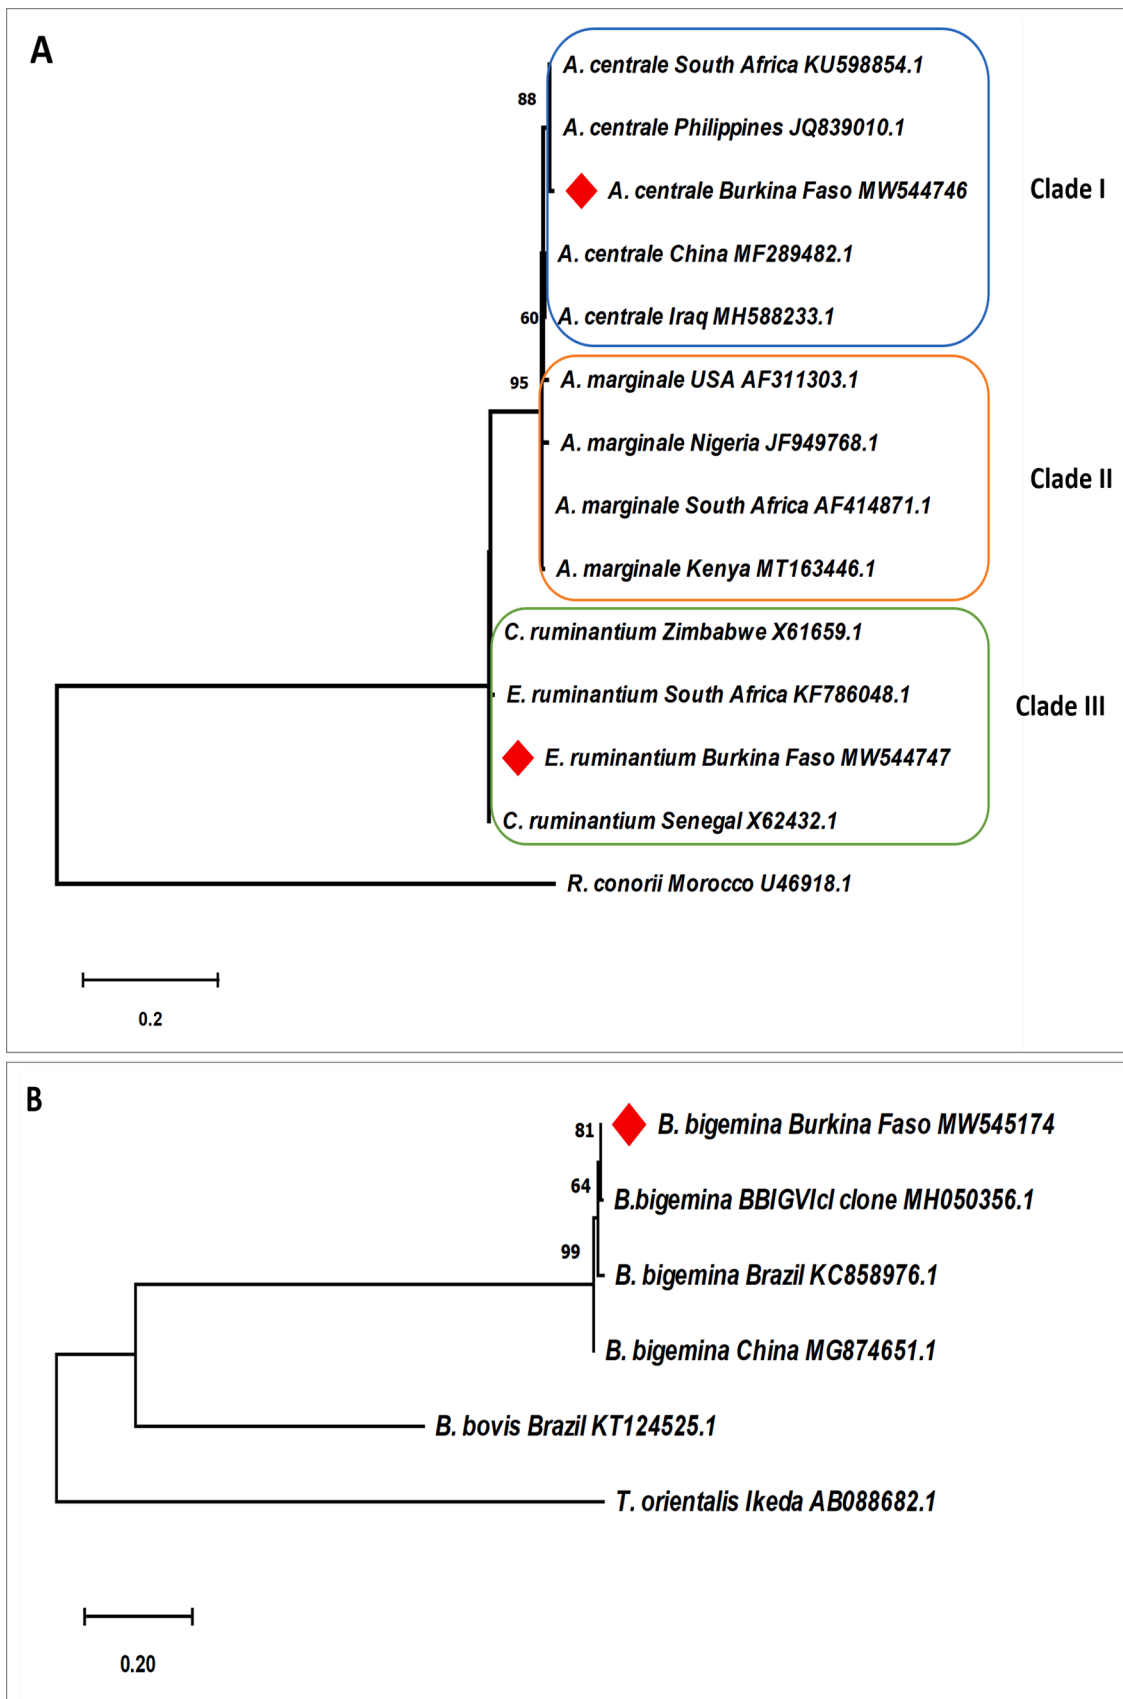 A
A. centrale South Africa KU598854.1
88
A. centrale Philippines JQ839010.1
A. centrale Burkina Faso MW544746
Clade I
A. centrale China MF289482.1
60
A. centrale Iraq MH588233.1
95
A. marginale USA AF311303.1
A. marginale Nigeria JF949768.1
Clade II
A. marginale South Africa AF414871.1
A. marginale Kenya MT163446.1
C. ruminantium Zimbabwe X61659.1
E. ruminantium South Africa KF786048.1
Clade III
E. ruminantium Burkina Faso MW544747
C. ruminantium Senegal X62432.1
R. conorii Morocco U46918.1
0.2
B
81
B. bigemina Burkina Faso MW545174
64
B.bigemina BBIGVIcl clone MH050356.1
99
B. bigemina Brazil KC858976.1
B. bigemina China MG874651.1
B. bovis Brazil KT124525.1
T. orientalis Ikeda AB088682.1
0.20